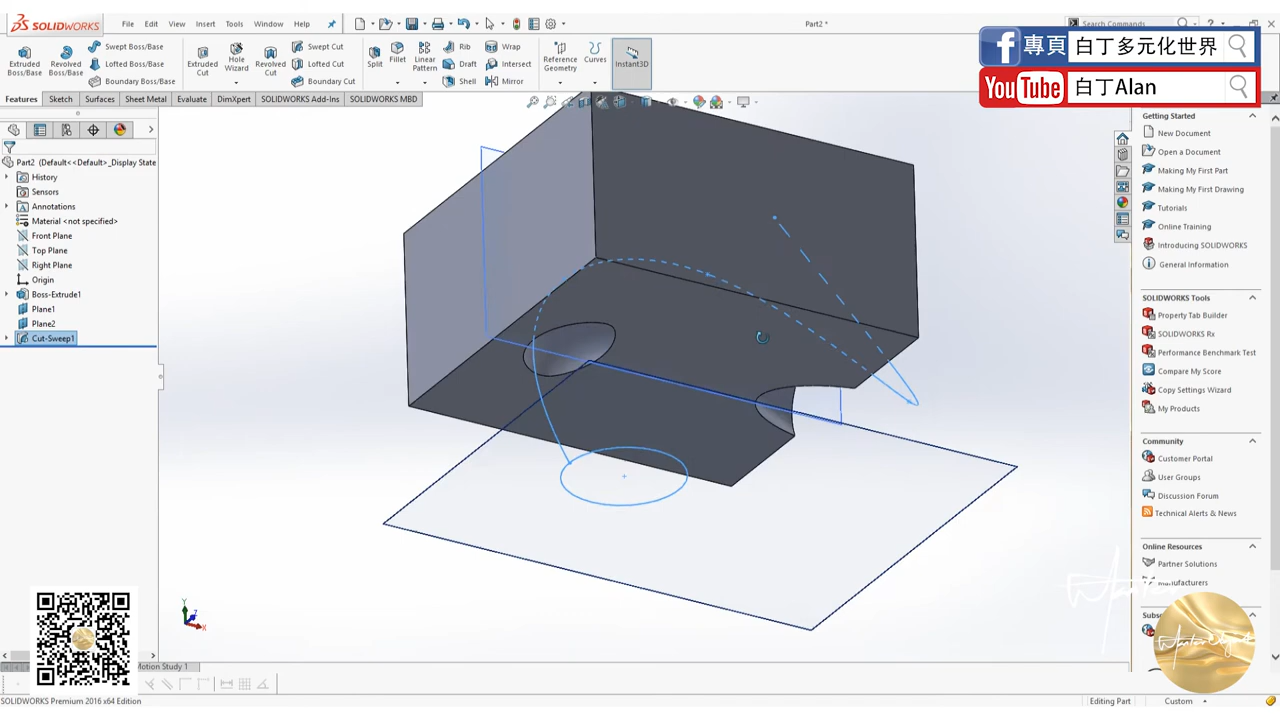 SOLIDWORKS
File
Edit
View
Insert
Tools
Window
Help
Part2 *
Search Commands
專頁
白丁多元化世界
YouTube
白丁Alan
Extruded Boss/Base
Revolved Boss/Base
Swept Boss/Base
Lofted Boss/Base
Boundary Boss/Base
Extruded Cut
Hole Wizard
Revolved Cut
Swept Cut
Lofted Cut
Boundary Cut
Split
Fillet
Linear Pattern
Rib
Draft
Shell
Wrap
Intersect
Mirror
Reference Geometry
Curves
Instant3D
Features
Sketch
Surfaces
Sheet Metal
Evaluate
DimXpert
SOLIDWORKS Add-Ins
SOLIDWORKS MBD
Part2 (Default<<Default>_Display State
History
Sensors
Annotations
Material <not specified>
Front Plane
Top Plane
Right Plane
Origin
Boss-Extrude1
Plane1
Plane2
Cut-Sweep1
Getting Started
New Document
Open a Document
Making My First Part
Making My First Drawing
Tutorials
Online Training
Introducing SOLIDWORKS
General Information
SOLIDWORKS Tools
Property Tab Builder
SOLIDWORKS Rx
Performance Benchmark Test
Compare My Score
Copy Settings Wizard
My Products
Community
Customer Portal
User Groups
Discussion Forum
Technical Alerts & News
Online Resources
Partner Solutions
Manufacturers
Motion Study 1
SOLIDWORKS Premium 2016 x64 Edition
Editing Part
Custom